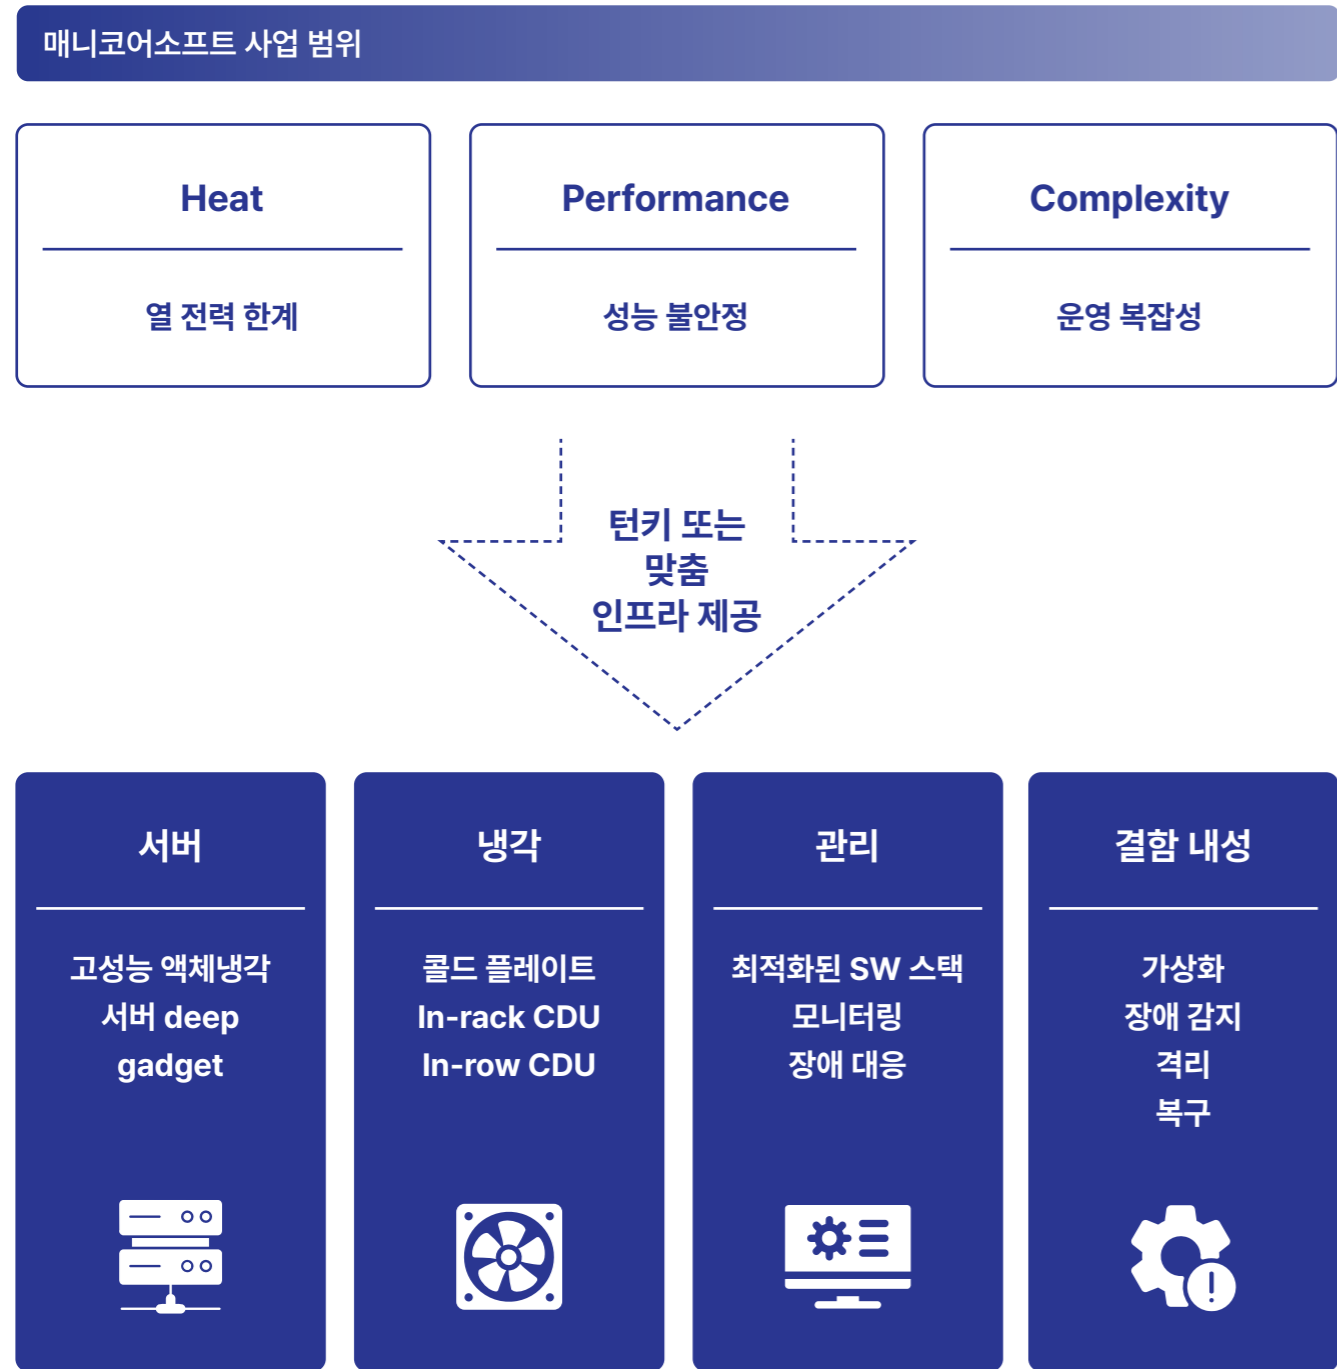 매니코어소프트 사업 범위
Heat
열 전력 한계
Performance
성능 불안정
Complexity
운영 복잡성
턴키 또는
맞춤
인프라 제공
서버
고성능 액체냉각
서버 deep
gadget
냉각
콜드 플레이트
In-rack CDU
In-row CDU
관리
최적화된 SW 스택
모니터링
장애 대응
결함 내성
가상화
장애 감지
격리
복구